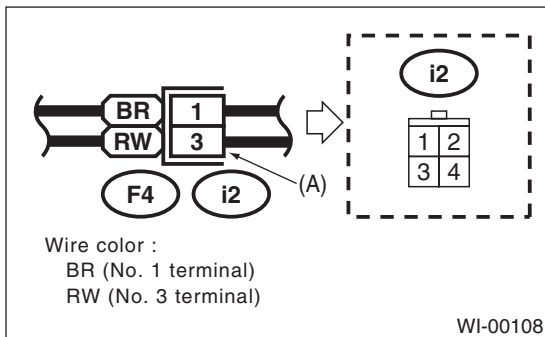 i2
BR 1
RW 3
1 2
3 4
F4 i2 (A)
Wire color :
BR (No. 1 terminal)
RW (No. 3 terminal)
WI-00108